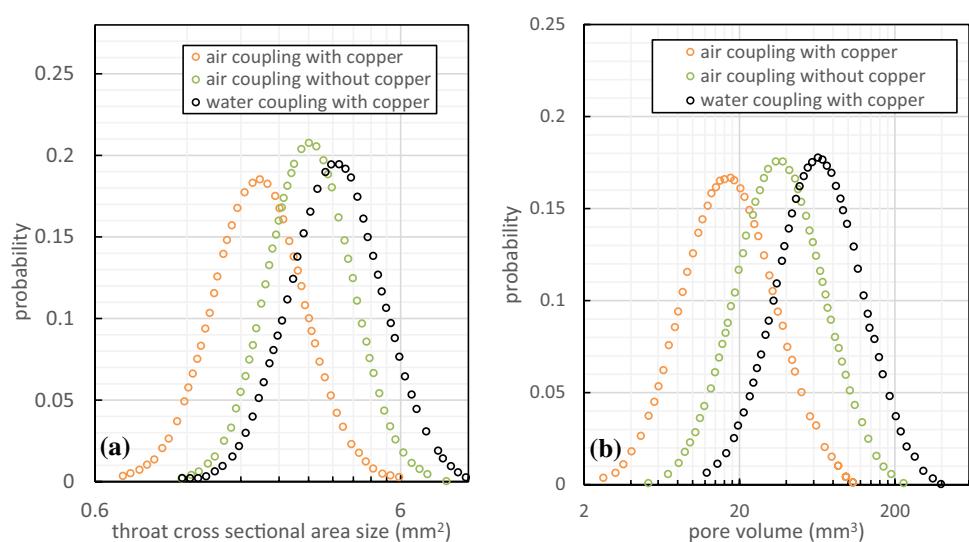 0.25
0.2
0.15
0.1
0.05
0
probability
air coupling with copper
air coupling without copper
water coupling with copper
(a)
0.6
6
throat cross sectional area size (mm²)
0.25
0.2
0.15
0.1
0.05
0
probability
air coupling with copper
air coupling without copper
water coupling with copper
(b)
2
20
200
pore volume (mm³)